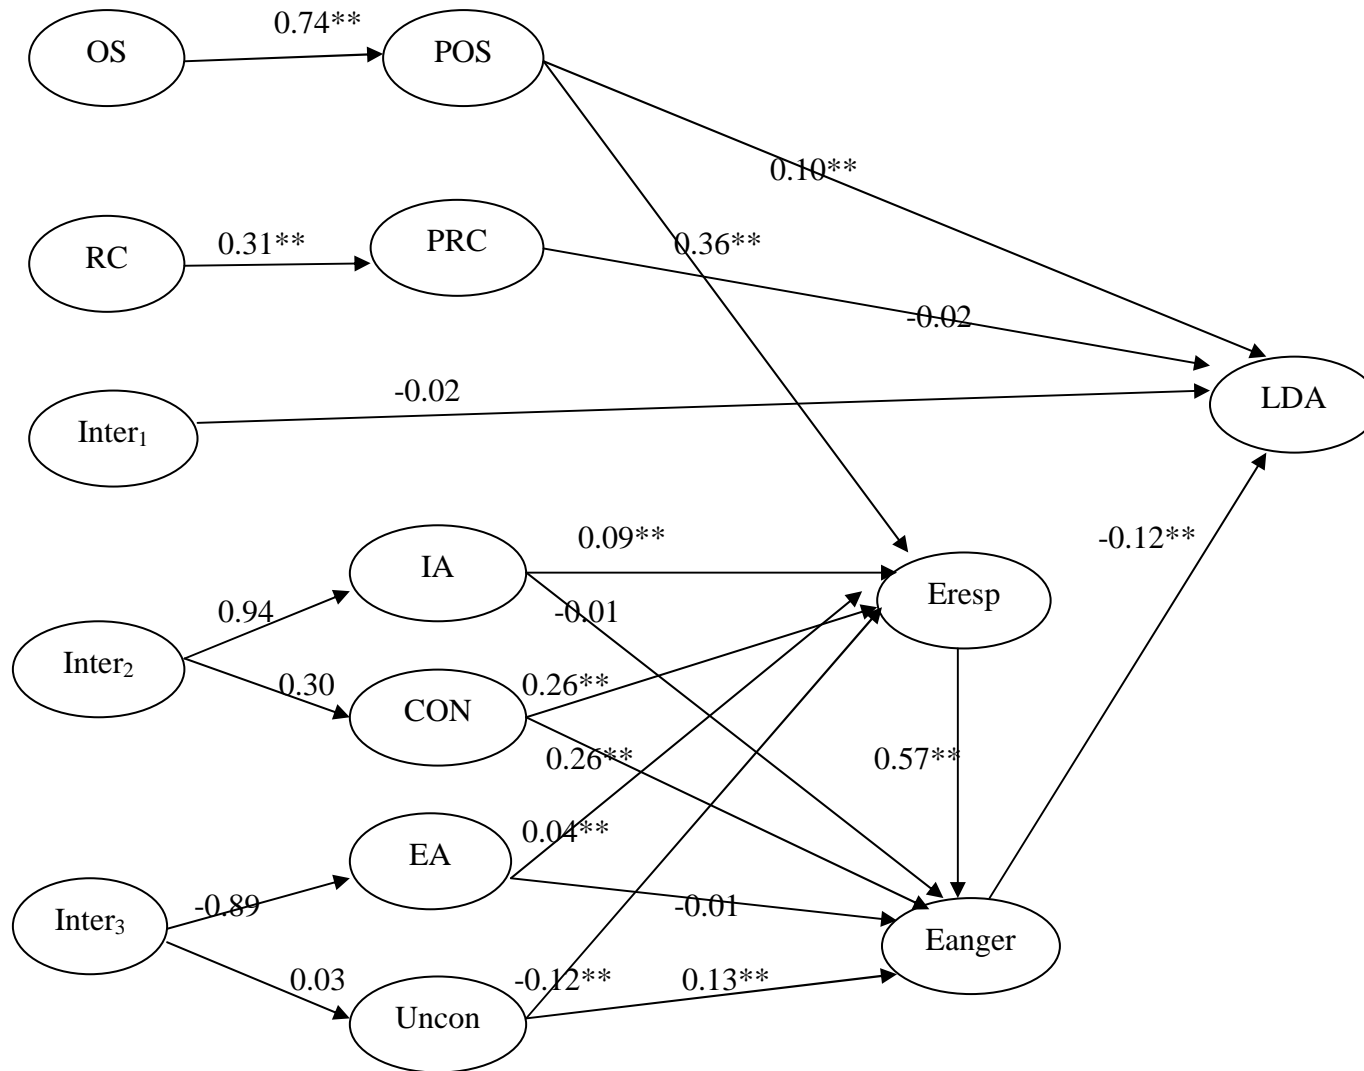 0.74**
OS
POS
0.10**
0.31**
PRC
0.36**
RC
-0.02
-0.02
LDA
Inter₁
0.09**
-0.12**
IA
Eresp
0.94
-0.01
Inter₂
0.30
0.26**
CON
0.26**
0.57**
0.04**
EA
-0.89
-0.01
Inter₃
Eanger
0.03
-0.12**
0.13**
Uncon